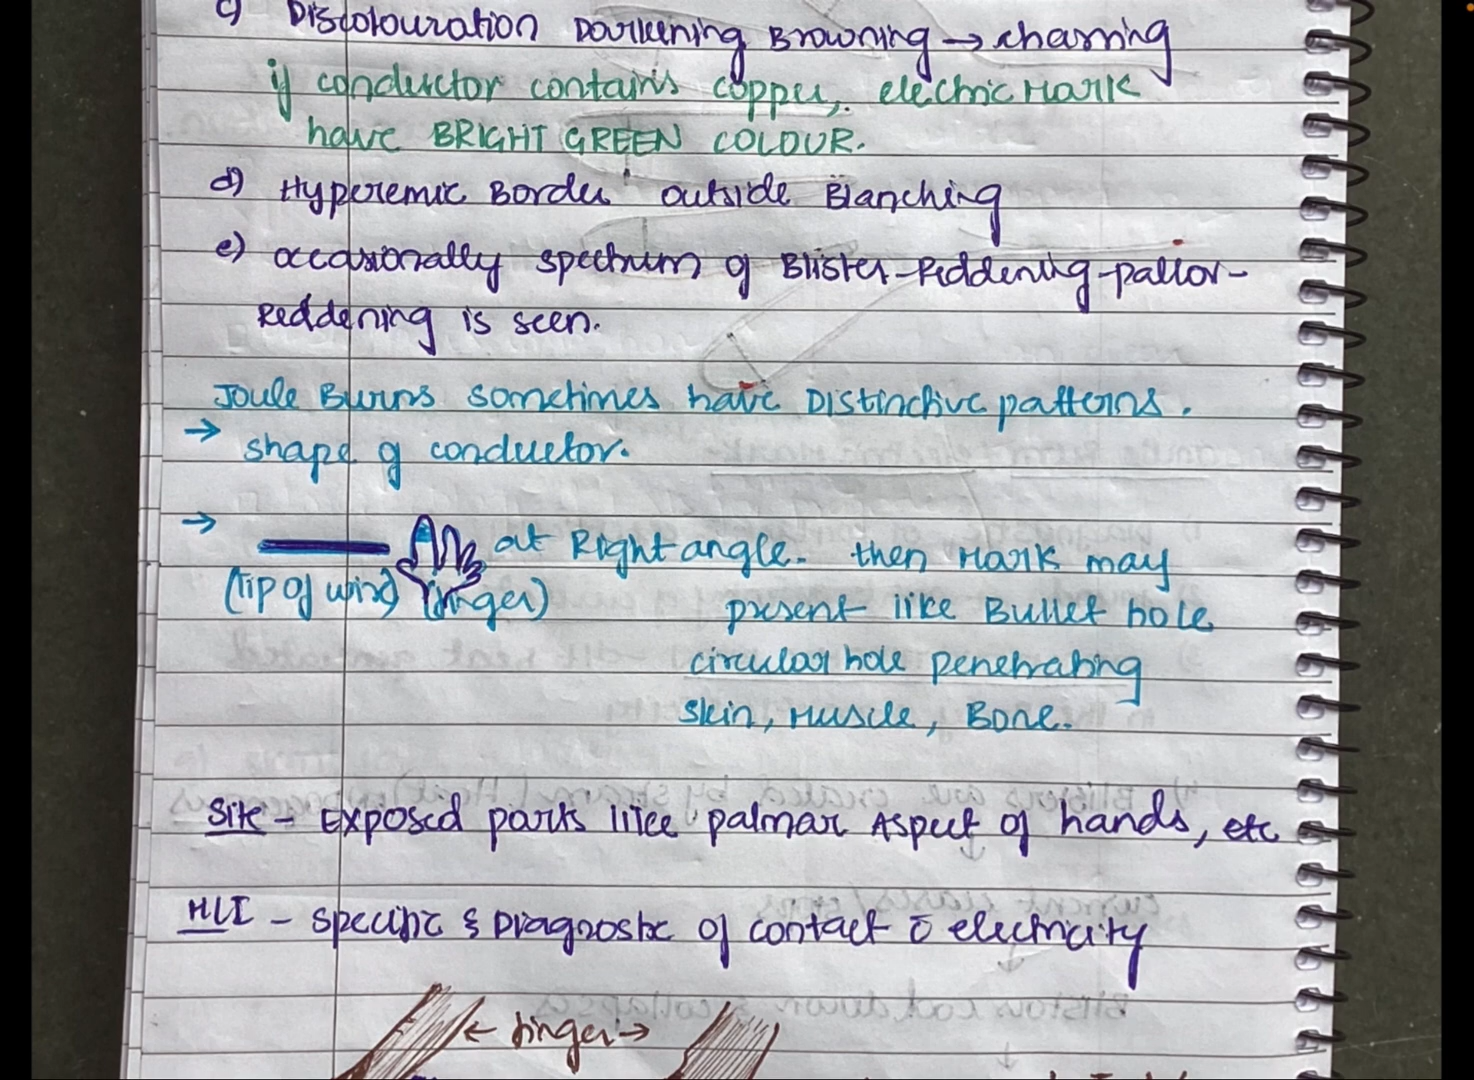 c) Discolouration Darkening Browning → charring
if conductor contains copper, electric mark
have BRIGHT GREEN COLOUR.
d) Hyperemic Border outside Blanching
e) occasionally spectrum of Blister-Reddening-pallor-
Reddening is seen.
Joule Burns sometimes have Distinctive patterns.
→ shape of conductor.
→ at Right angle. then Mark may
(tip of wire) (finger) present like Bullet hole
circular hole penetrating
skin, Muscle, Bone.
Site - Exposed parts like palmar Aspect of hands, etc
MLI - Specific & Diagnostic of contact c̄ electricity
← finger →